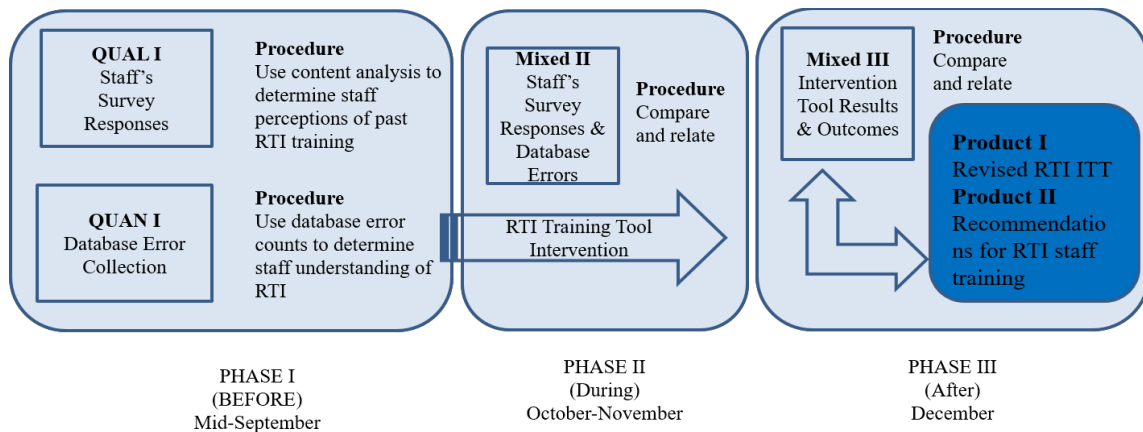 QUAL I
Staff's
Survey
Responses
Procedure
Use content analysis to
determine staff
perceptions of past
RTI training
QUAN I
Database Error
Collection
Procedure
Use database error
counts to determine
staff understanding of
RTI
Mixed II
Staff's
Survey
Responses &
Database
Errors
Procedure
Compare
and relate
RTI Training Tool
Intervention
Mixed III
Intervention
Tool Results
& Outcomes
Procedure
Compare
and relate
Product I
Revised RTI ITT
Product II
Recommendatio
ns for RTI staff
training
PHASE I
(BEFORE)
Mid-September
PHASE II
(During)
October-November
PHASE III
(After)
December